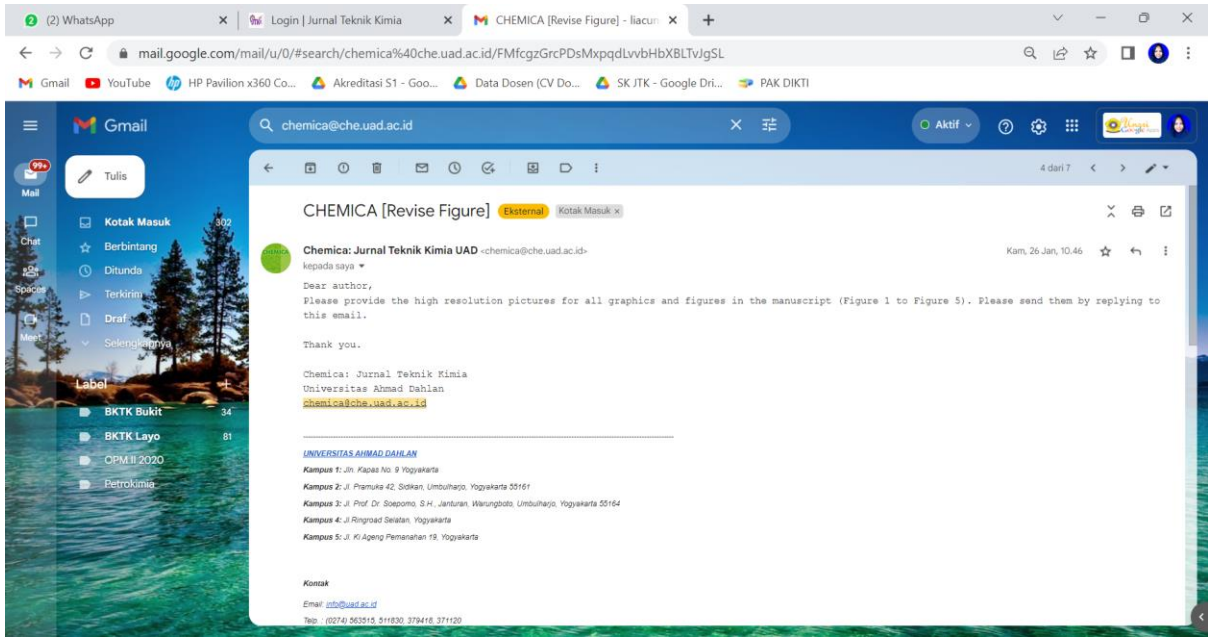 (2) WhatsApp
Login | Jurnal Teknik Kimia
CHEMICA [Revise Figure] - liacun
mail.google.com/mail/u/0/#search/chemica%40che.uad.ac.id/FMfcgzGrcPDsMxpqdLvvbHbXBLTvJgSL
Gmail
YouTube
HP Pavilion x360 Co...
Akreditasi S1 - Goo...
Data Dosen (CV Do...
SK JTK - Google Dri...
PAK DIKTI
Gmail
chemica@che.uad.ac.id
Aktif
99+
Mail
Chat
Spaces
Meet
Tulis
Kotak Masuk 302
Berbintang
Ditunda
Terkirim
Draf
Selengkapnya
Label
BKTK Bukit 34
BKTK Layo 81
OPM II 2020
Petrokimia
4 dari 7
CHEMICA [Revise Figure] Eksternal Kotak Masuk x
Chemica: Jurnal Teknik Kimia UAD <chemica@che.uad.ac.id> Kam, 26 Jan, 10.46
kepada saya
Dear author,
Please provide the high resolution pictures for all graphics and figures in the manuscript (Figure 1 to Figure 5). Please send them by replying to
this email.
Thank you.
Chemica: Jurnal Teknik Kimia
Universitas Ahmad Dahlan
chemica@che.uad.ac.id
UNIVERSITAS AHMAD DAHLAN
Kampus 1: Jln. Kapas No. 9 Yogyakarta
Kampus 2: Jl. Pramuka 42, Sidikan, Umbulharjo, Yogyakarta 55161
Kampus 3: Jl. Prof. Dr. Soepomo, S.H., Janturan, Warungboto, Umbulharjo, Yogyakarta 55164
Kampus 4: Jl.Ringroad Selatan, Yogyakarta
Kampus 5: Jl. Ki Ageng Pemanahan 19, Yogyakarta
Kontak
Email: info@uad.ac.id
Telp. : (0274) 563515, 511830, 379418, 371120